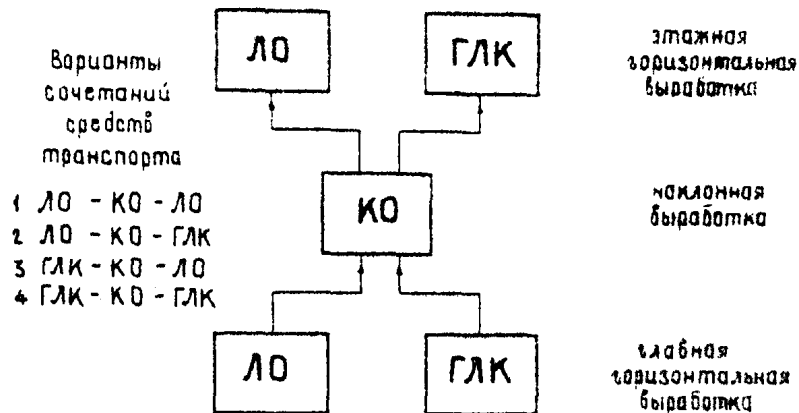 ЛО
ГЛК
этажная
горизонтальная
выработка
Варианты
сочетаний
средств
транспорта
1 ЛО - КО - ЛО
2 ЛО - КО - ГЛК
3 ГЛК - КО - ЛО
4 ГЛК - КО - ГЛК
КО
наклонная
выработка
ЛО
ГЛК
главная
горизонтальная
выработка